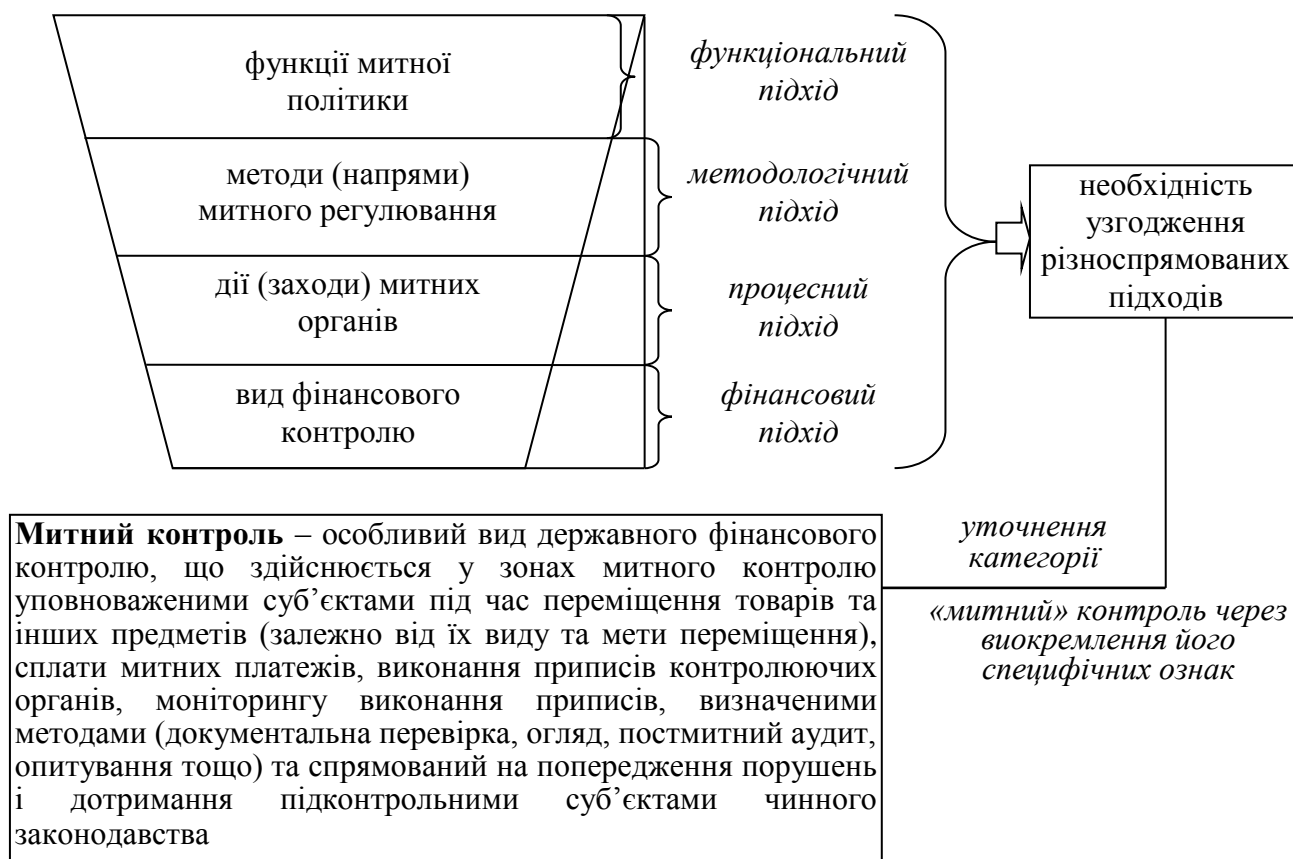 функції митної
політики
функціональний
підхід
методи (напрями)
митного регулювання
методологічний
підхід
дії (заходи) митних
органів
процесний
підхід
вид фінансового
контролю
фінансовий
підхід
необхідність
узгодження
різноспрямованих
підходів
уточнення
категорії
«митний» контроль через
виокремлення його
специфічних ознак
Митний контроль – особливий вид державного фінансового
контролю, що здійснюється у зонах митного контролю
уповноваженими суб’єктами під час переміщення товарів та
інших предметів (залежно від їх виду та мети переміщення),
сплати митних платежів, виконання приписів контролюючих
органів, моніторингу виконання приписів, визначеними
методами (документальна перевірка, огляд, постмитний аудит,
опитування тощо) та спрямований на попередження порушень
і дотримання підконтрольними суб’єктами чинного
законодавства